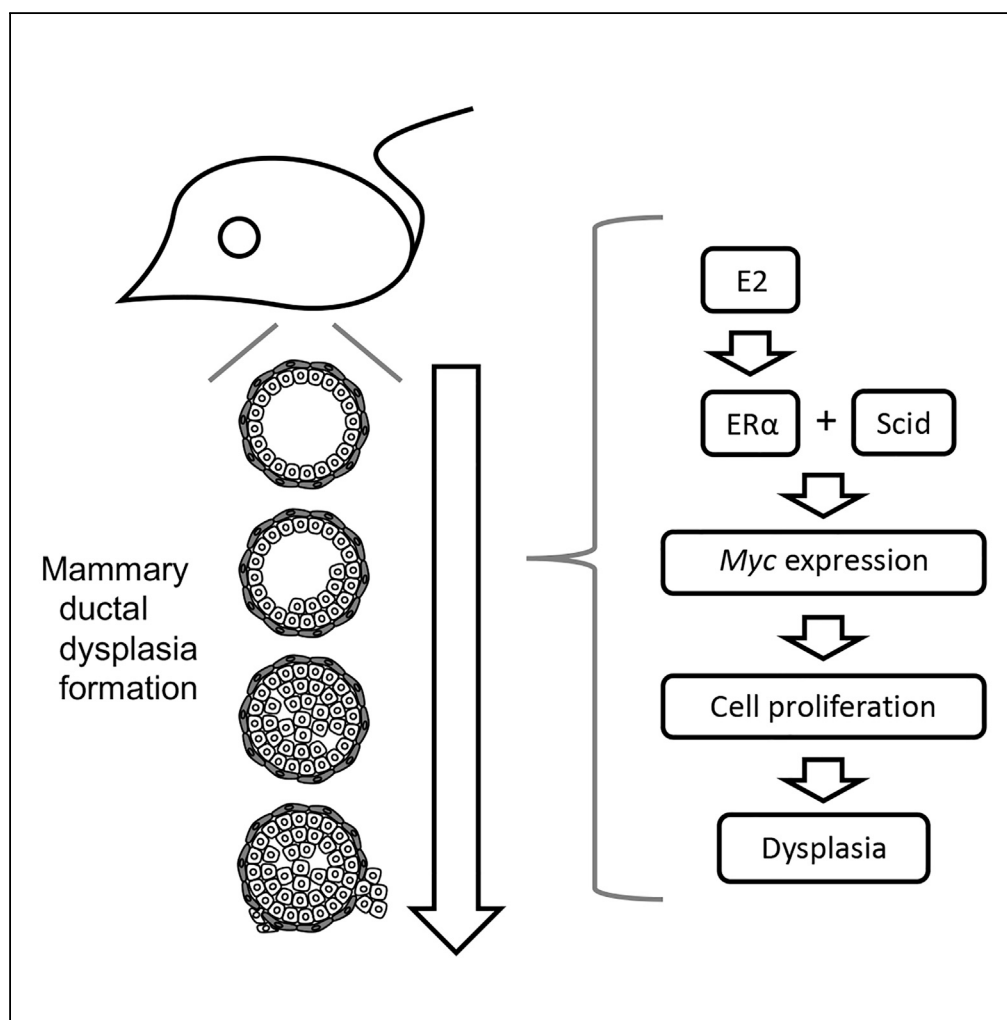 Mammary
ductal
dysplasia
formation
E2
ERα + Scid
Myc expression
Cell proliferation
Dysplasia